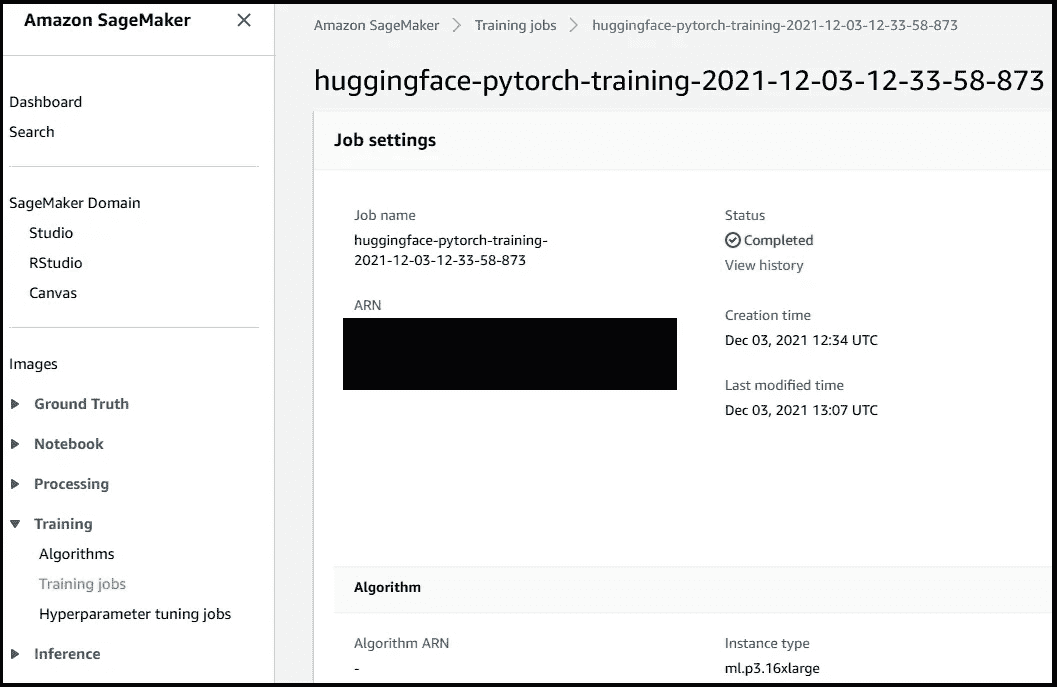 Amazon SageMaker
Dashboard
Search
SageMaker Domain
Studio
RStudio
Canvas
Images
Ground Truth
Notebook
Processing
Training
Algorithms
Training jobs
Hyperparameter tuning jobs
Inference
Amazon SageMaker > Training jobs > huggingface-pytorch-training-2021-12-03-12-33-58-873
huggingface-pytorch-training-2021-12-03-12-33-58-873
Job settings
Job name
huggingface-pytorch-training-
2021-12-03-12-33-58-873
ARN
Status
Completed
View history
Creation time
Dec 03, 2021 12:34 UTC
Last modified time
Dec 03, 2021 13:07 UTC
Algorithm
Algorithm ARN
-
Instance type
ml.p3.16xlarge